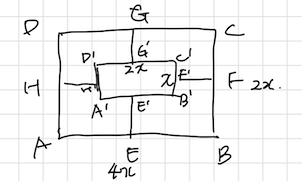 D G C
D' G' C'
2x
H H' x F' F 2x.
A' E' B'
A E B
4x